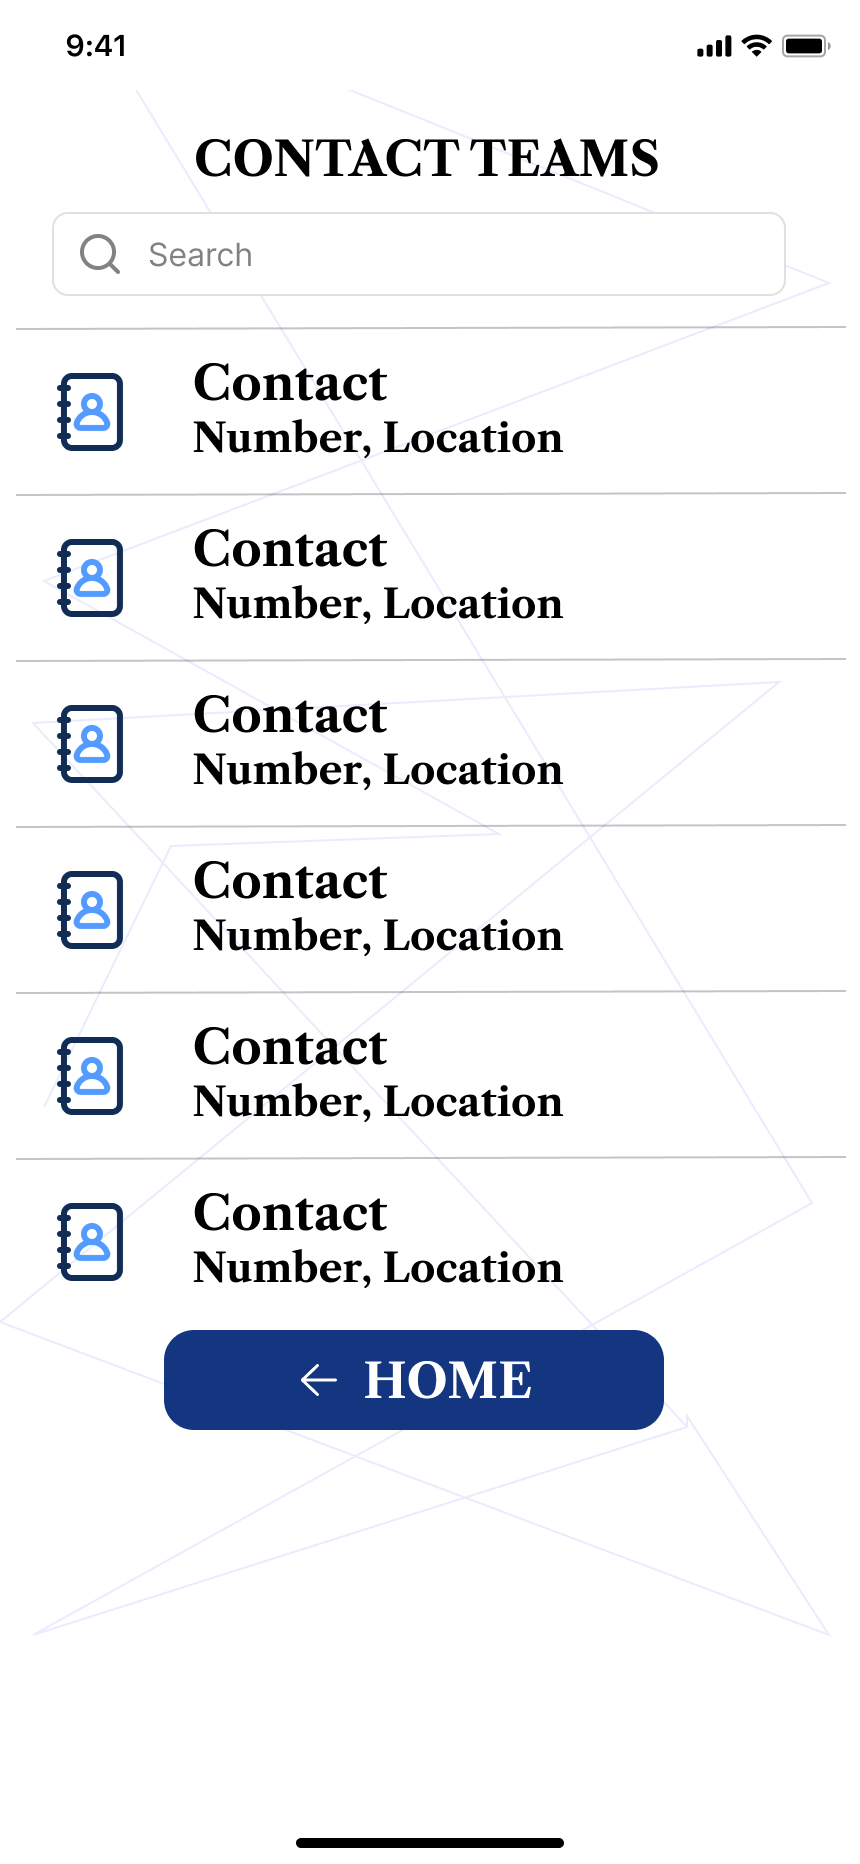 9:41
CONTACT TEAMS
Search
Contact
Number, Location
Contact
Number, Location
Contact
Number, Location
Contact
Number, Location
Contact
Number, Location
Contact
Number, Location
HOME